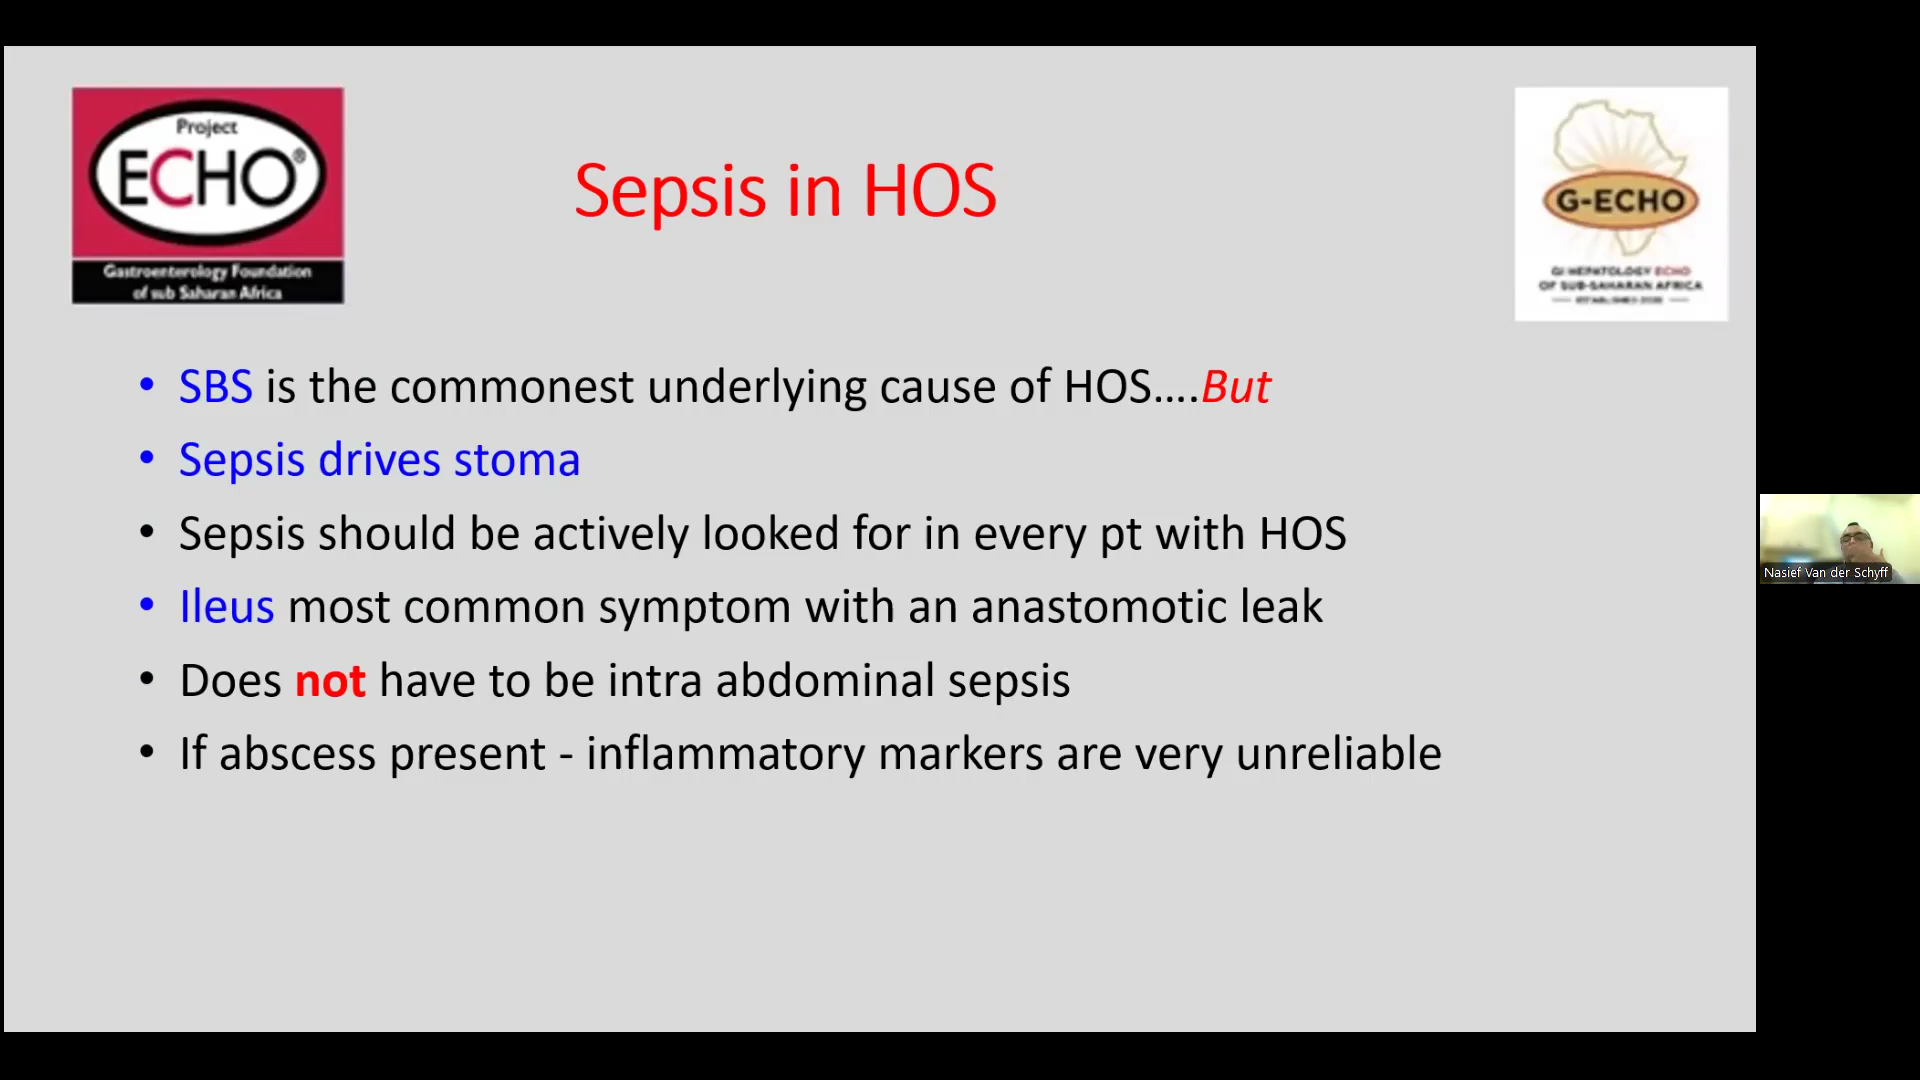 Project
ECHO®
Gastroenterology Foundation
of sub Saharan Africa
Sepsis in HOS
G-ECHO
GI HEPATOLOGY ECHO
OF SUB-SAHARAN AFRICA
• SBS is the commonest underlying cause of HOS....But
• Sepsis drives stoma
• Sepsis should be actively looked for in every pt with HOS
• Ileus most common symptom with an anastomotic leak
• Does not have to be intra abdominal sepsis
• If abscess present - inflammatory markers are very unreliable
Nasief Van der Schyff